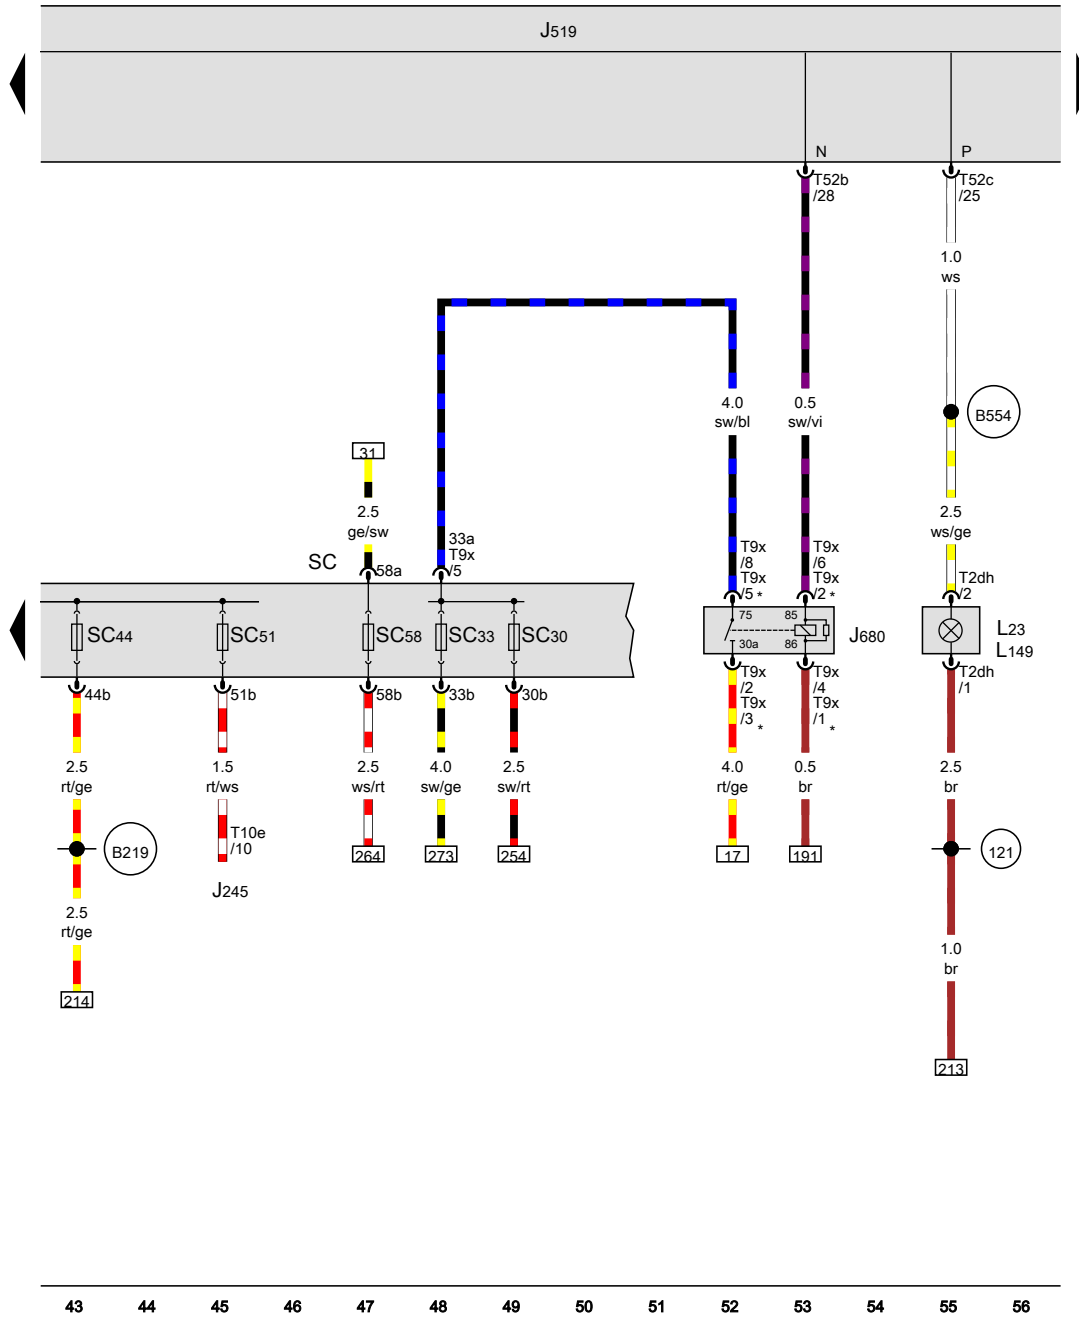 J519
N
P
T52b
/28
T52c
/25
1.0
ws
4.0
sw/bl
0.5
sw/vi
B554
31
2.5
ge/sw
2.5
ws/ge
33a
T9x
/5
T9x
/8
T9x
/5 *
T9x
/6
T9x
/2 *
T2dh
/2
SC
58a
SC44
SC51
SC58
SC33
SC30
75
85
30a
86
J680
L23
L149
44b
51b
58b
33b
30b
T9x
/2
T9x
/3 *
T9x
/4
T9x
/1 *
T2dh
/1
2.5
rt/ge
1.5
rt/ws
2.5
ws/rt
4.0
sw/ge
2.5
sw/rt
4.0
rt/ge
0.5
br
2.5
br
B219
T10e
/10
264
273
254
17
191
121
J245
2.5
rt/ge
1.0
br
214
213
43 44 45 46 47 48 49 50 51 52 53 54 55 56